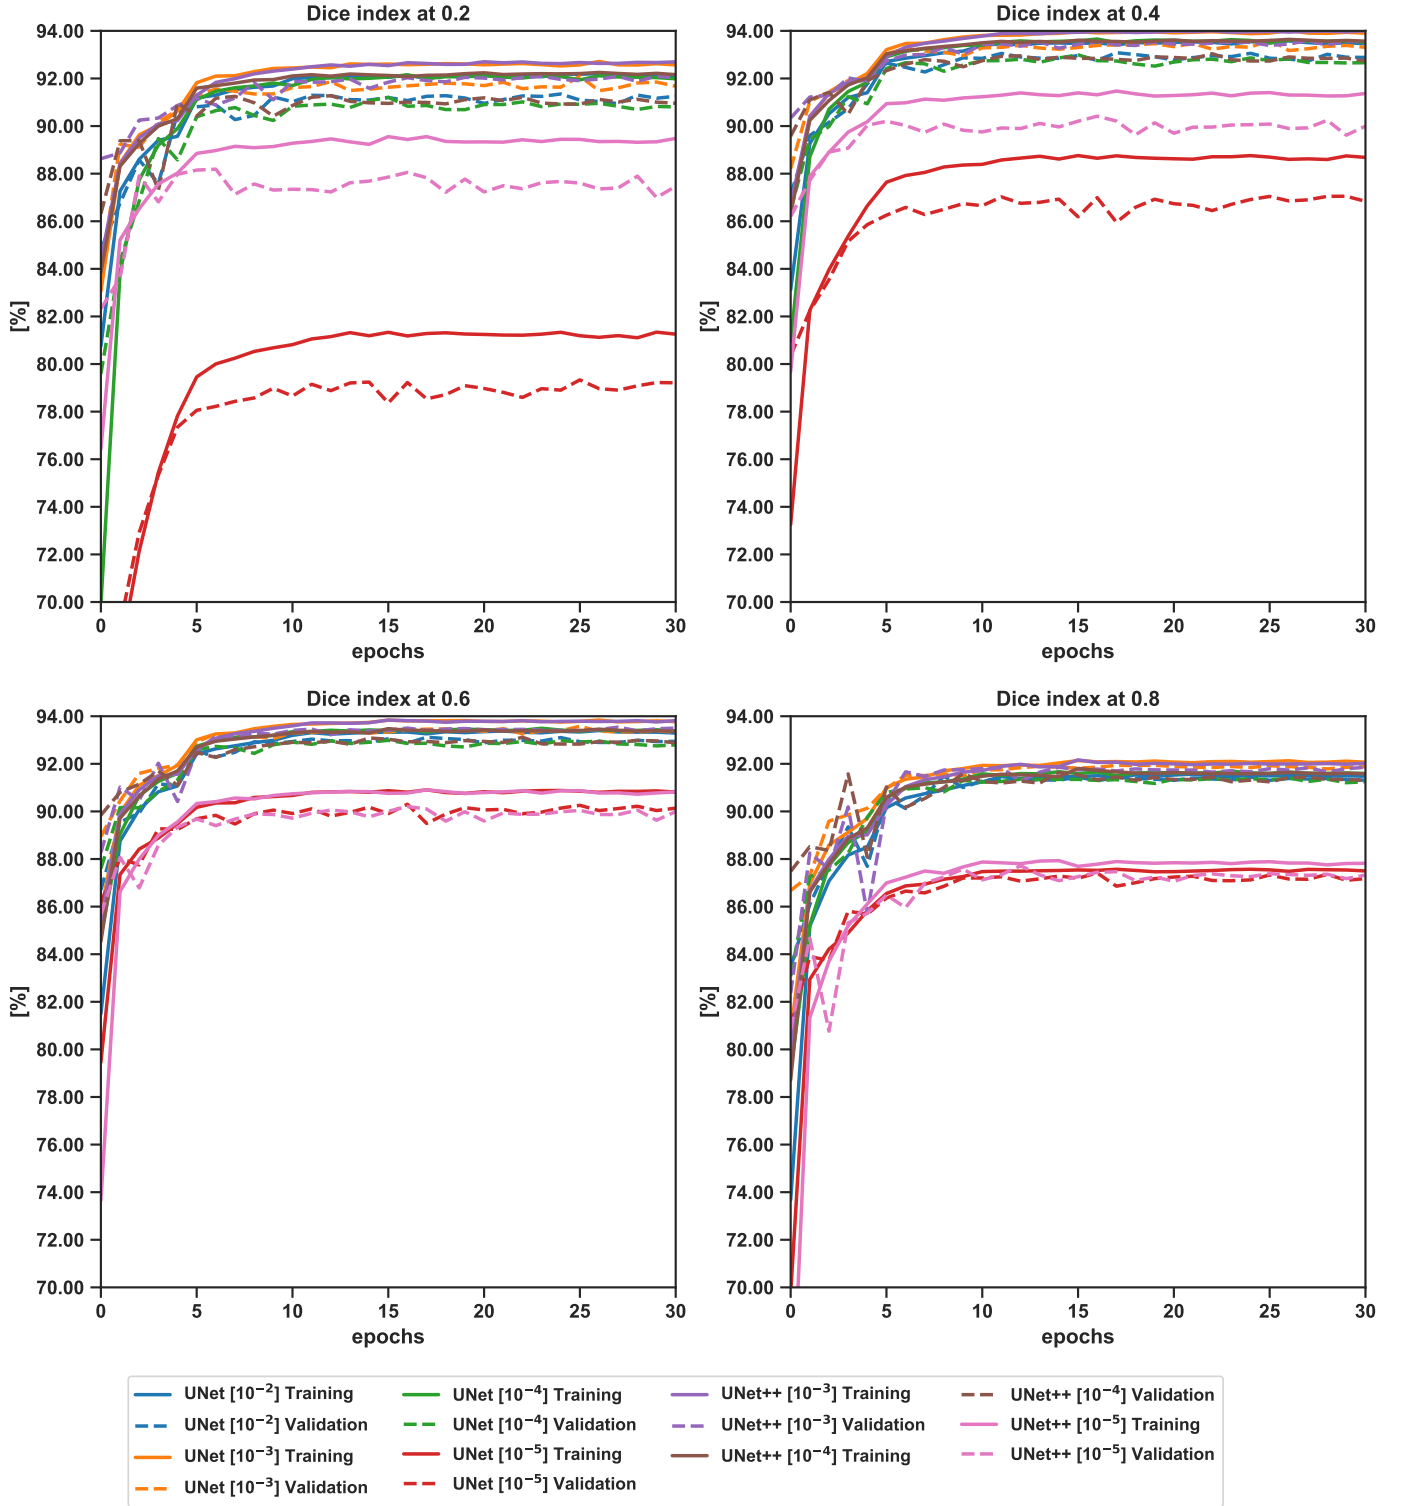 Dice index at 0.2
94.00
92.00
90.00
88.00
86.00
84.00
82.00
80.00
78.00
76.00
74.00
72.00
70.00
[%]
0 5 10 15 20 25 30
epochs
Dice index at 0.4
94.00
92.00
90.00
88.00
86.00
84.00
82.00
80.00
78.00
76.00
74.00
72.00
70.00
[%]
0 5 10 15 20 25 30
epochs
Dice index at 0.6
94.00
92.00
90.00
88.00
86.00
84.00
82.00
80.00
78.00
76.00
74.00
72.00
70.00
[%]
0 5 10 15 20 25 30
epochs
Dice index at 0.8
94.00
92.00
90.00
88.00
86.00
84.00
82.00
80.00
78.00
76.00
74.00
72.00
70.00
[%]
0 5 10 15 20 25 30
epochs
UNet [10⁻²] Training
UNet [10⁻²] Validation
UNet [10⁻³] Training
UNet [10⁻³] Validation
UNet [10⁻⁴] Training
UNet [10⁻⁴] Validation
UNet [10⁻⁵] Training
UNet [10⁻⁵] Validation
UNet++ [10⁻³] Training
UNet++ [10⁻³] Validation
UNet++ [10⁻⁴] Training
UNet++ [10⁻⁴] Validation
UNet++ [10⁻⁵] Training
UNet++ [10⁻⁵] Validation